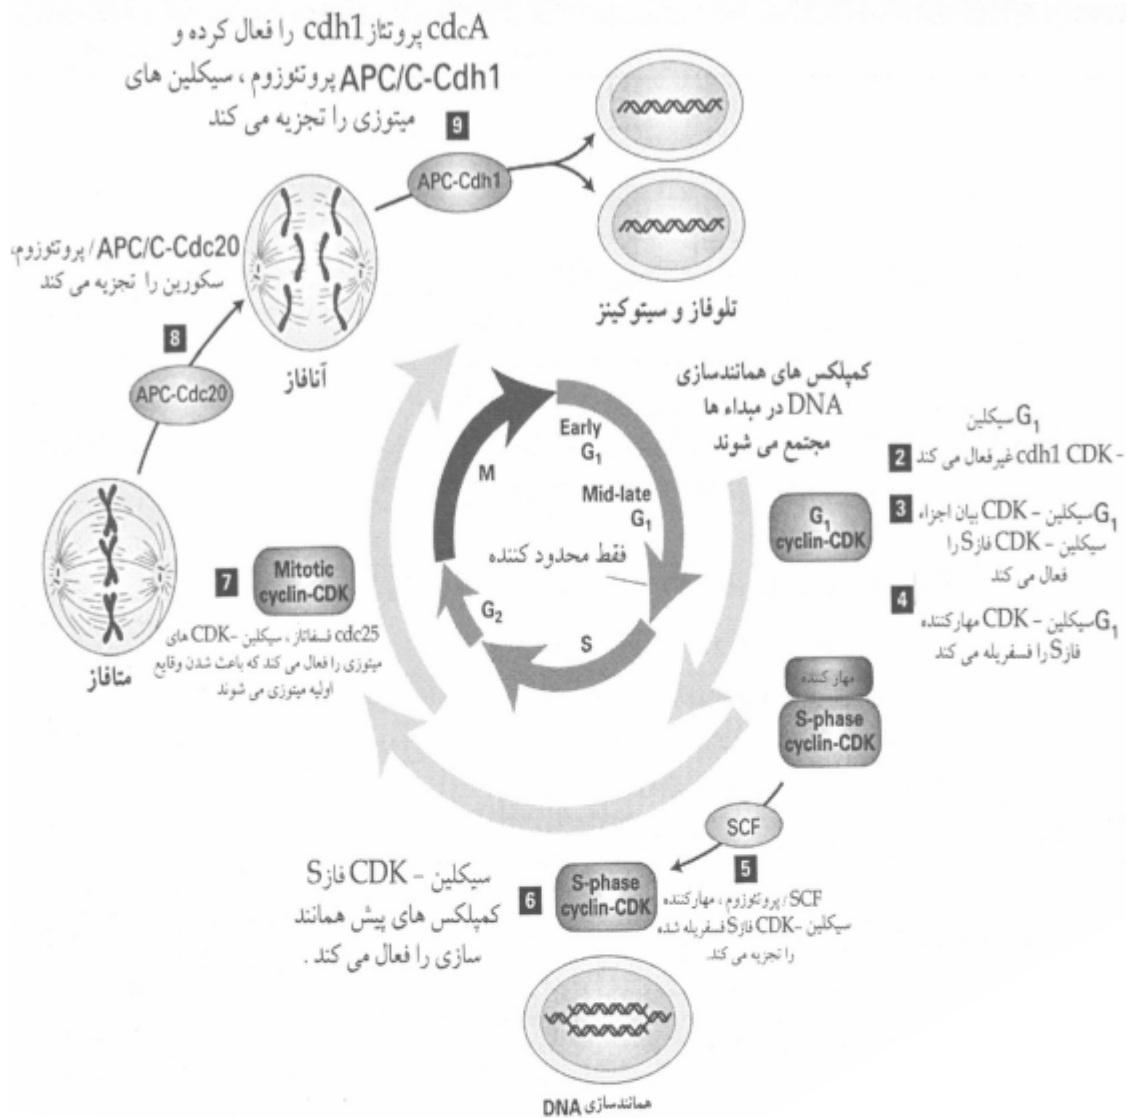 cdcA پروتئاز cdh1 را فعال کرده و
APC/C-Cdh1 پروتئوزوم ، سیکلین های
میتوزی را تجزیه می کند
9
APC-Cdh1
تلوفاز و سیتوکینز
APC/C-Cdc20 / پروتئوزوم،
سکورین را تجزیه می کند
8
APC-Cdc20
آنافاز
متافاز
کمپلکس های همانندسازی
DNA در مبداء ها
مجتمع می شوند
Early
G1
Mid-late
G1
فقط محدود کننده
M
G2
S
G1 سیکلین
2
- cdh1 CDK غیرفعال می کند
G1
cyclin-CDK
3
G1 سیکلین – CDK بیان اجزاء
سیکلین – CDK فاز S را
فعال می کند
4
G1 سیکلین – CDK مهارکننده
فاز S را فسفریله می کند
7
Mitotic
cyclin-CDK
cdc25 فسفاتاز ، سیکلین –CDK های
میتوزی را فعال می کند که باعث شدن وقایع
اولیه میتوزی می شوند
مهار کننده
S-phase
cyclin-CDK
SCF
5
SCF / پروتئوزوم ، مهارکننده
سیکلین –CDK فاز S فسفریله شده
را تجزیه می کند.
S-phase
cyclin-CDK
6
سیکلین – CDK فاز S
کمپلکس های پیش همانند
سازی را فعال می کند .
همانندسازی DNA